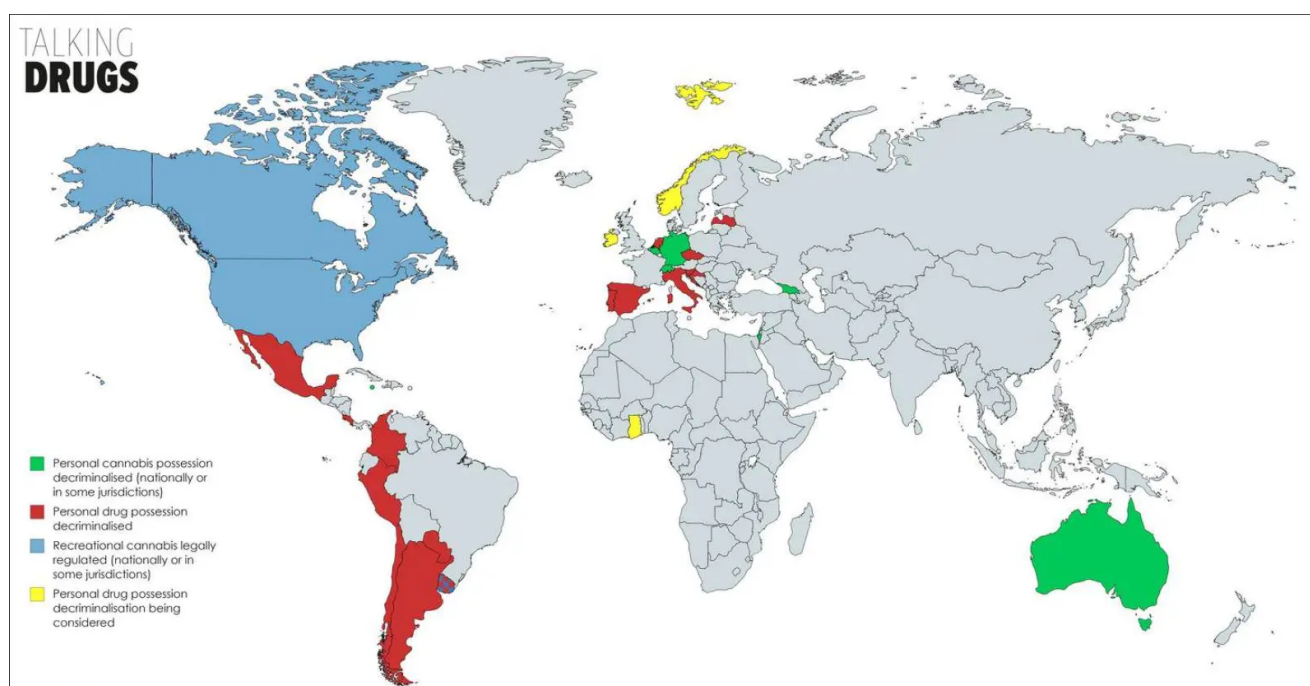 TALKING
DRUGS
Personal cannabis possession
decriminalised (nationally or
in some jurisdictions)
Personal drug possession
decriminalised
Recreational cannabis legally
regulated (nationally or in
some jurisdictions)
Personal drug possession
decriminalisation being
considered